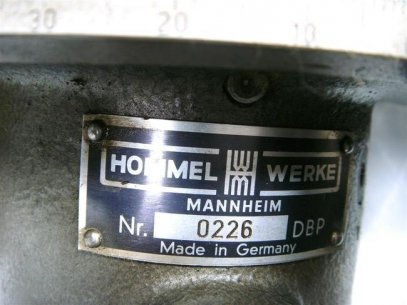 30 20 10
HOMMEL WERKE
MANNHEIM
Nr. 0226 DBP
Made in Germany